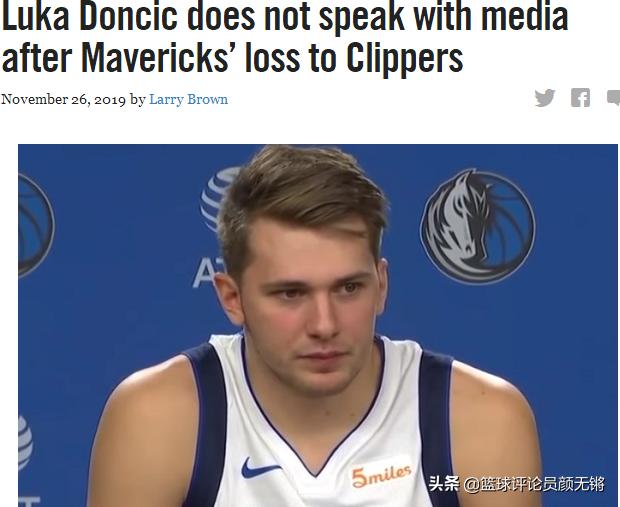 Luka Doncic does not speak with media
after Mavericks’ loss to Clippers
November 26, 2019 by Larry Brown
AT
T
5miles
头条 @篮球评论员颜无锵